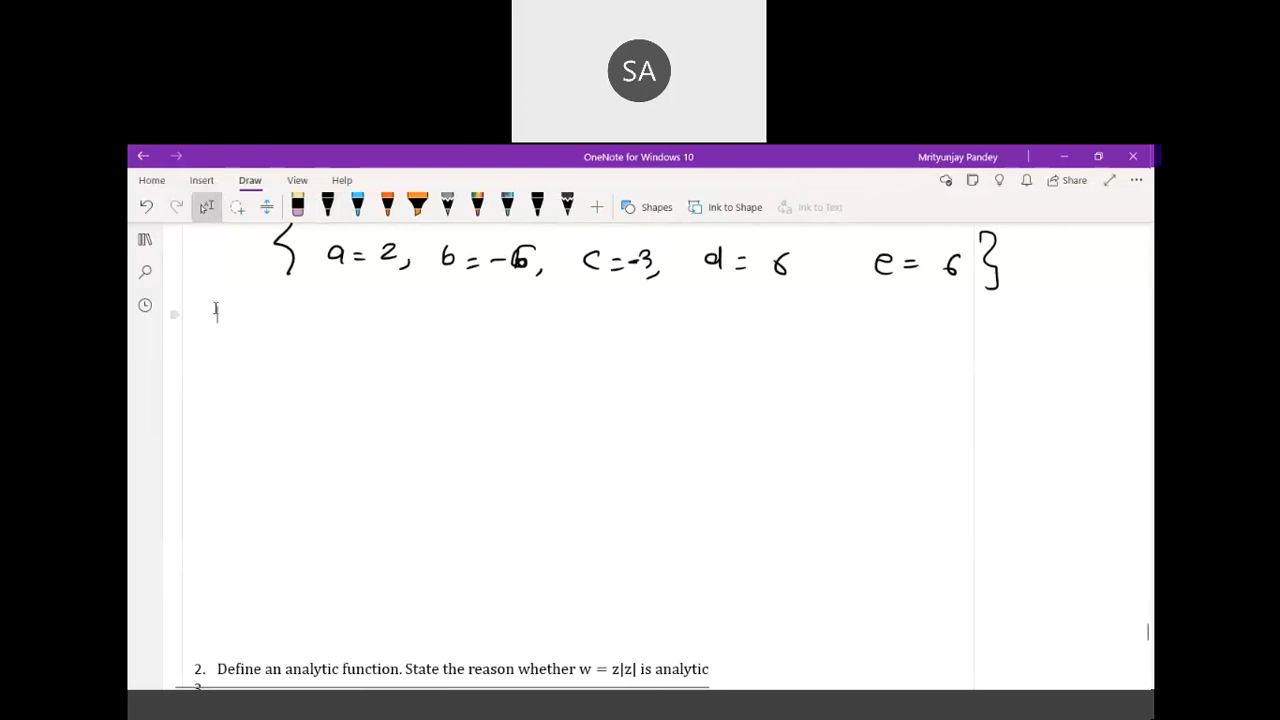 SA
OneNote for Windows 10 Mrityunjay Pandey
Home Insert Draw View Help Share
Shapes Ink to Shape Ink to Text
{ a = 2, b = -6, c = -3, d = 6 e = 6 }
2. Define an analytic function. State the reason whether w = z|z| is analytic
3